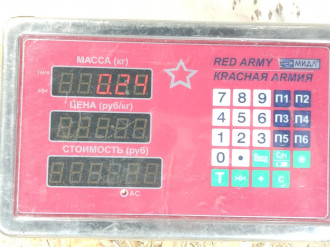 МАССА (кг)
0.24
ЦЕНА (руб/кг)
СТОИМОСТЬ (руб)
AC
RED ARMY МИДЛ
КРАСНАЯ АРМИЯ
7 8 9 П1 П2
4 5 6 П3 П4
1 2 3 П5 П6
0 •
T С